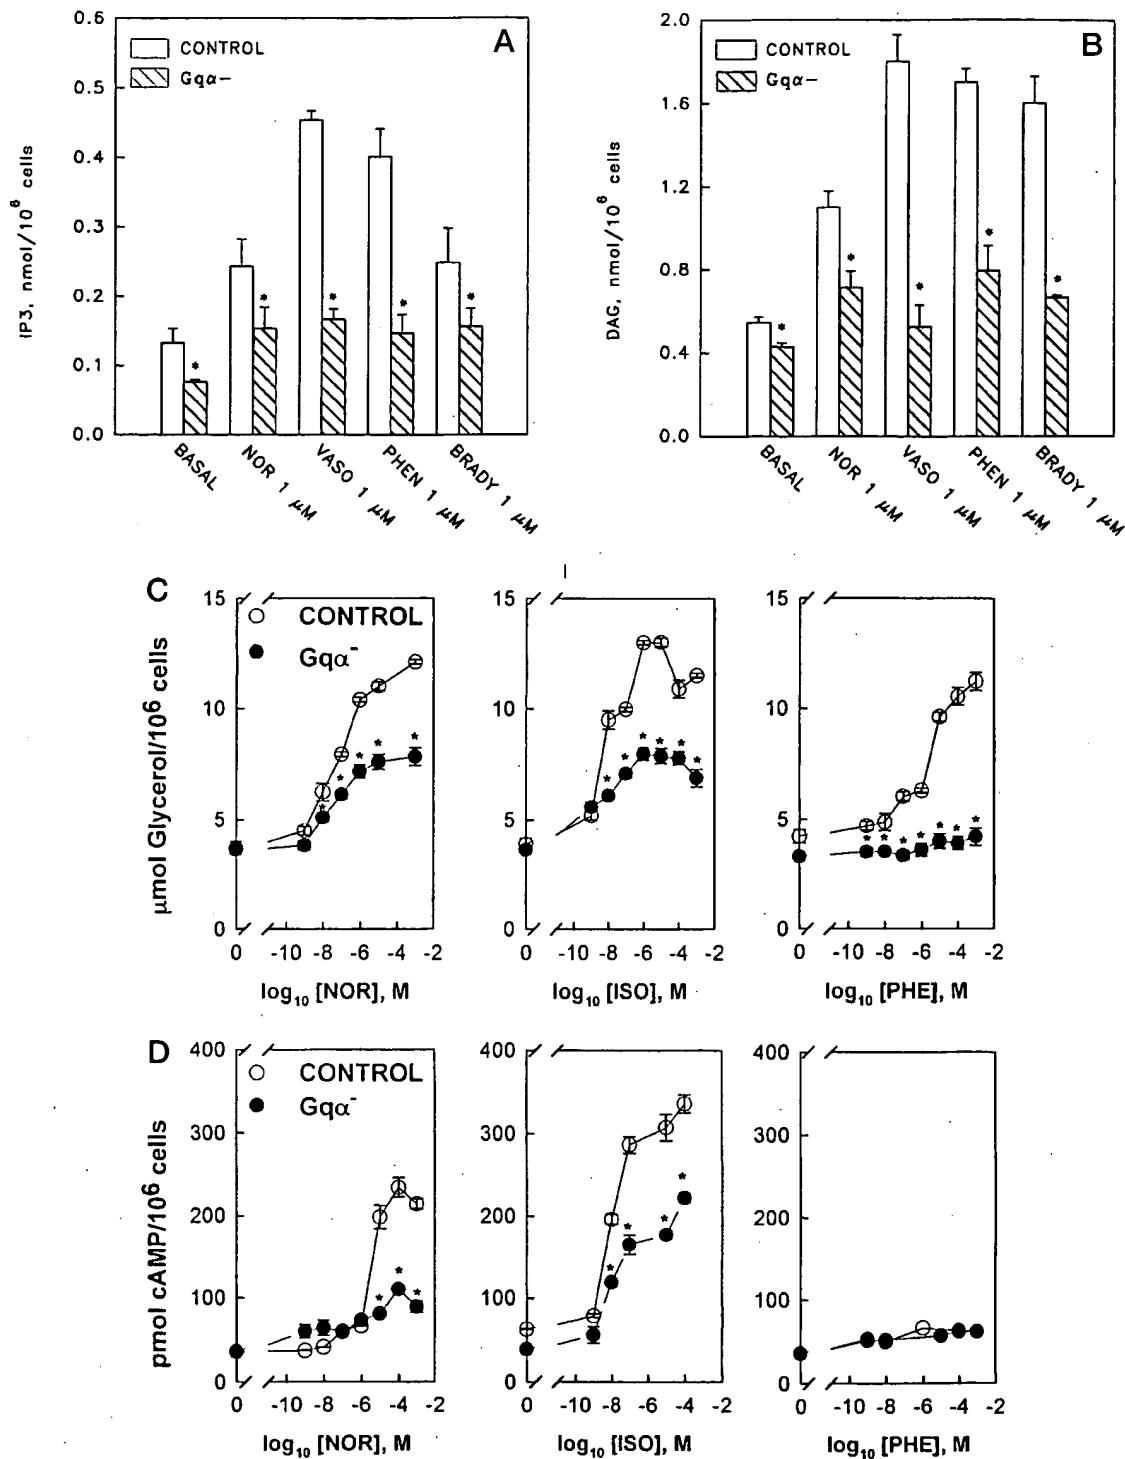 A
CONTROL
Gqα−
IP3, nmol/10⁶ cells
0.6
0.5
0.4
0.3
0.2
0.1
0.0
* * * * *
BASAL
NOR 1 μM
VASO 1 μM
PHEN 1 μM
BRADY 1 μM
B
CONTROL
Gqα−
DAG, nmol/10⁶ cells
2.0
1.6
1.2
0.8
0.4
0.0
* * * * *
BASAL
NOR 1 μM
VASO 1 μM
PHEN 1 μM
BRADY 1 μM
C
CONTROL
Gqα⁻
μmol Glycerol/10⁶ cells
15
10
5
0
* * * * * *
0 -10 -8 -6 -4 -2
log₁₀ [NOR], M
15
10
5
0
* * * * * *
0 -10 -8 -6 -4 -2
log₁₀ [ISO], M
15
10
5
0
* * * * * * *
0 -10 -8 -6 -4 -2
log₁₀ [PHE], M
D
CONTROL
Gqα⁻
pmol cAMP/10⁶ cells
400
300
200
100
0
* * *
0 -10 -8 -6 -4 -2
log₁₀ [NOR], M
400
300
200
100
0
* * * *
0 -10 -8 -6 -4 -2
log₁₀ [ISO], M
400
300
200
100
0
0 -10 -8 -6 -4 -2
log₁₀ [PHE], M